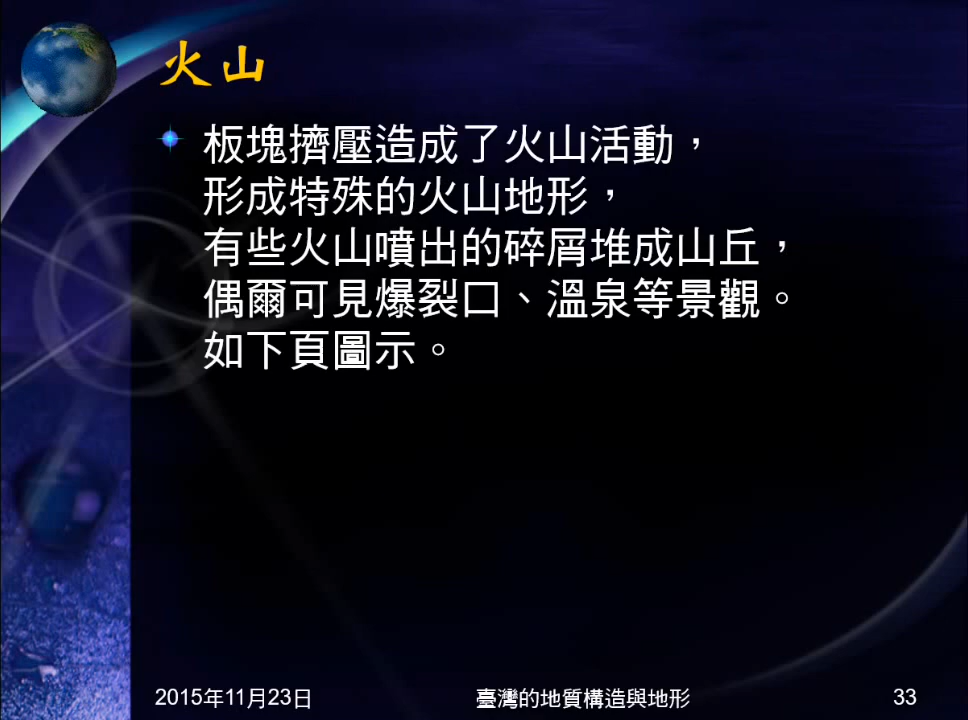 火山
板塊擠壓造成了火山活動，
形成特殊的火山地形，
有些火山噴出的碎屑堆成山丘，
偶爾可見爆裂口、溫泉等景觀。
如下頁圖示。
2015年11月23日
臺灣的地質構造與地形
33